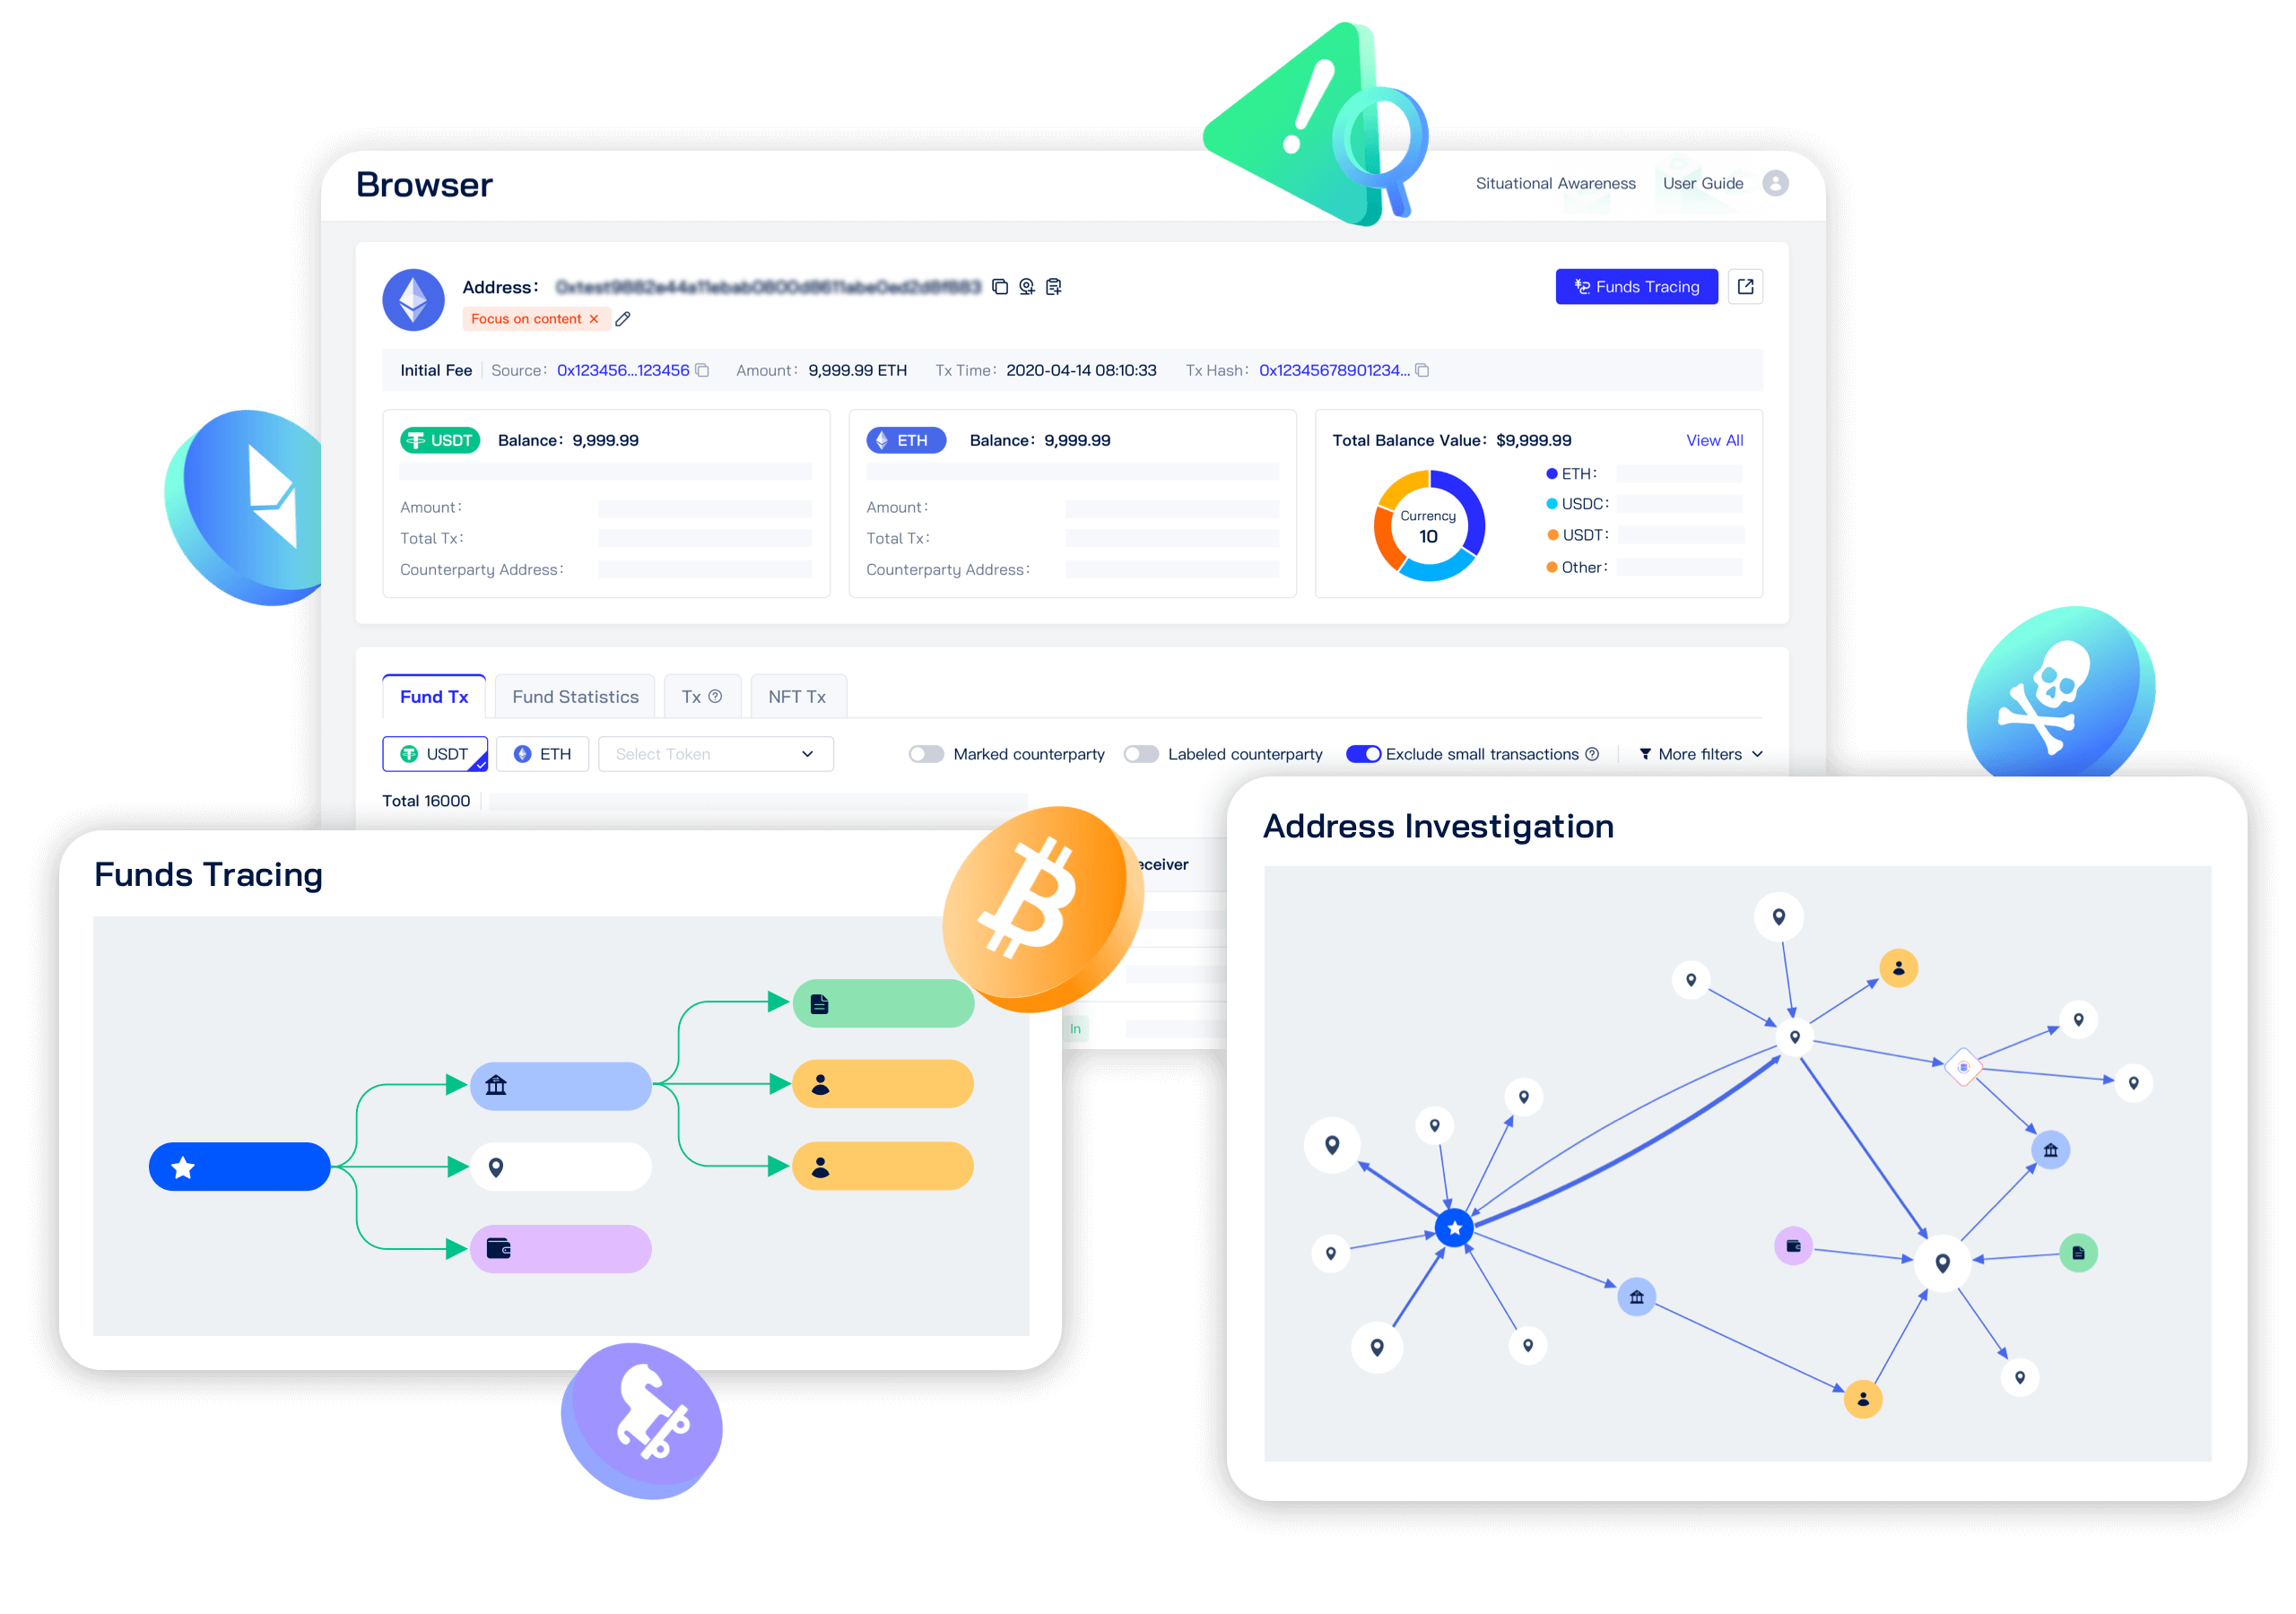 Browser
Situational Awareness User Guide
Address:
Funds Tracing
Focus on content ×
Initial Fee Source: 0x123456...123456 Amount: 9,999.99 ETH Tx Time: 2020-04-14 08:10:33 Tx Hash: 0x12345678901234...
USDT Balance: 9,999.99
Amount:
Total Tx:
Counterparty Address:
ETH Balance: 9,999.99
Amount:
Total Tx:
Counterparty Address:
Total Balance Value: $9,999.99 View All
Currency
10
ETH:
USDC:
USDT:
Other:
Fund Tx Fund Statistics Tx NFT Tx
USDT ETH Select Token Marked counterparty Labeled counterparty Exclude small transactions More filters
Total 16000
eceiver
In
Funds Tracing
Address Investigation